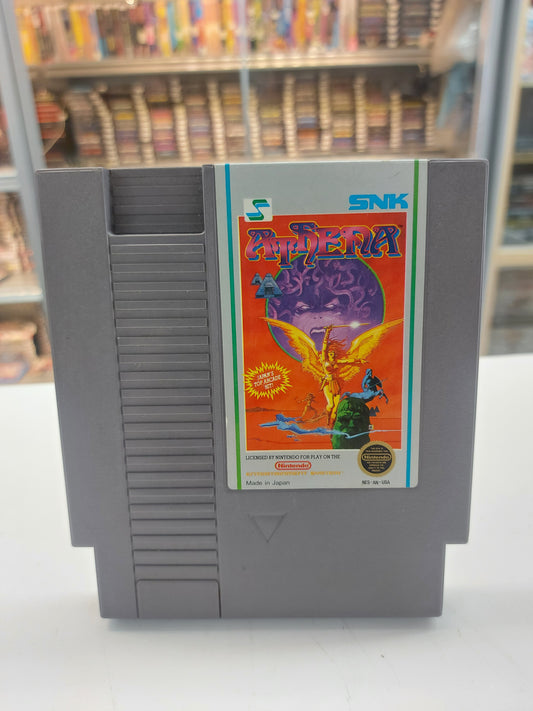 SNK
ATHENA
JAPAN'S
TOP ARCADE
HIT!
LICENSED BY NINTENDO FOR PLAY ON THE
Nintendo
ENTERTAINMENT SYSTEM
Made in Japan
NES-AN-USA
Nintendo